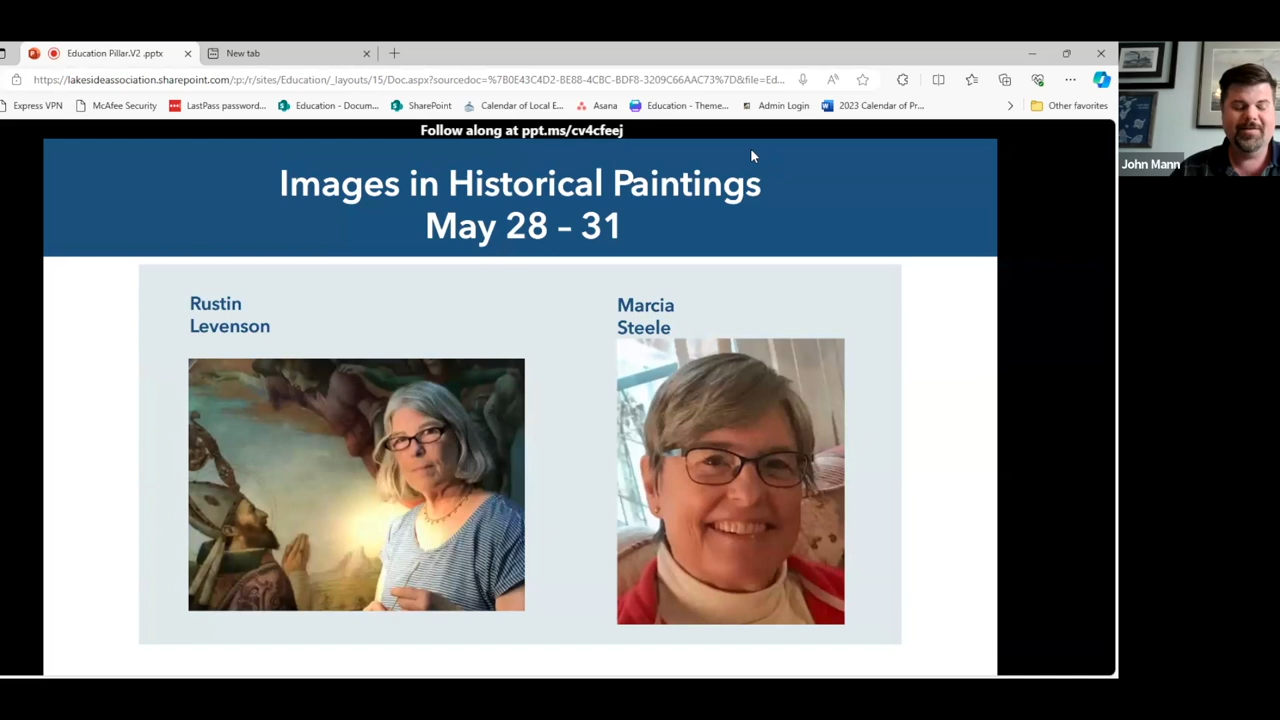 Education Pillar.V2 .pptx
New tab
https://lakesideassociation.sharepoint.com/:p:/r/sites/Education/_layouts/15/Doc.aspx?sourcedoc=%7B0E43C4D2-BE88-4CBC-BDF8-3209C66AAC73%7D&file=Ed...
Express VPN
McAfee Security
LastPass password...
Education - Docum...
SharePoint
Calendar of Local E...
Asana
Education - Theme...
Admin Login
2023 Calendar of Pr...
Other favorites
Follow along at ppt.ms/cv4cfeej
John Mann
Images in Historical Paintings
May 28 – 31
Rustin
Levenson
Marcia
Steele